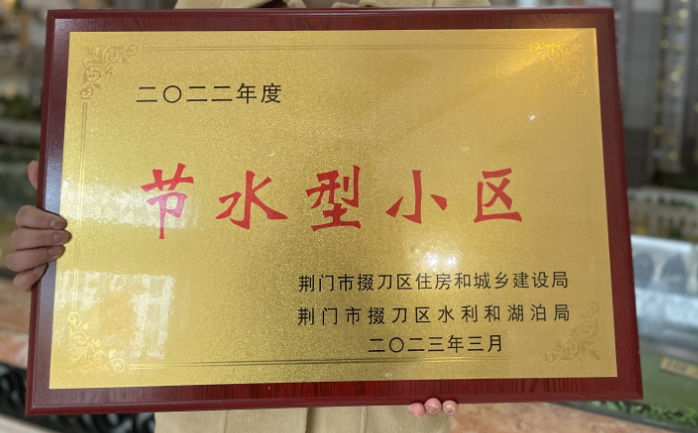 二〇二二年度
节水型小区
荆门市掇刀区住房和城乡建设局
荆门市掇刀区水利和湖泊局
二〇二三年三月